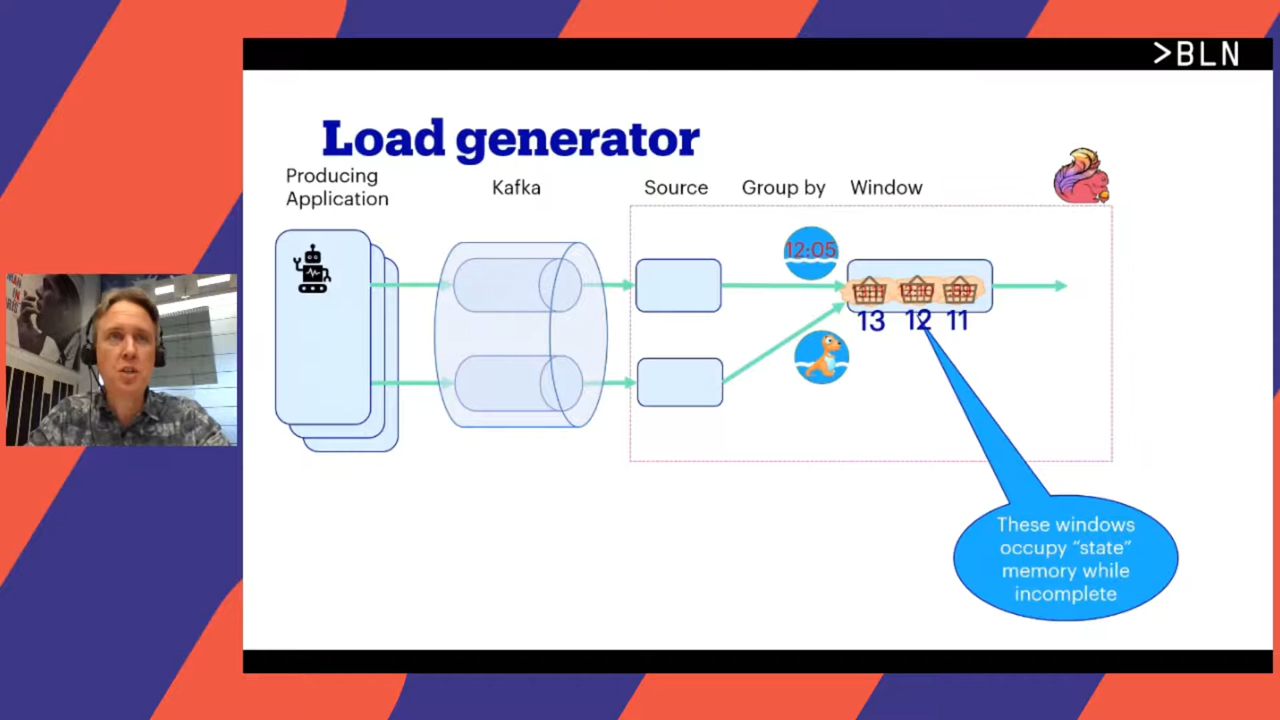 >BLN
Load generator
Producing
Application
Kafka
Source
Group by
Window
12:05
13
12
11
These windows
occupy “state”
memory while
incomplete